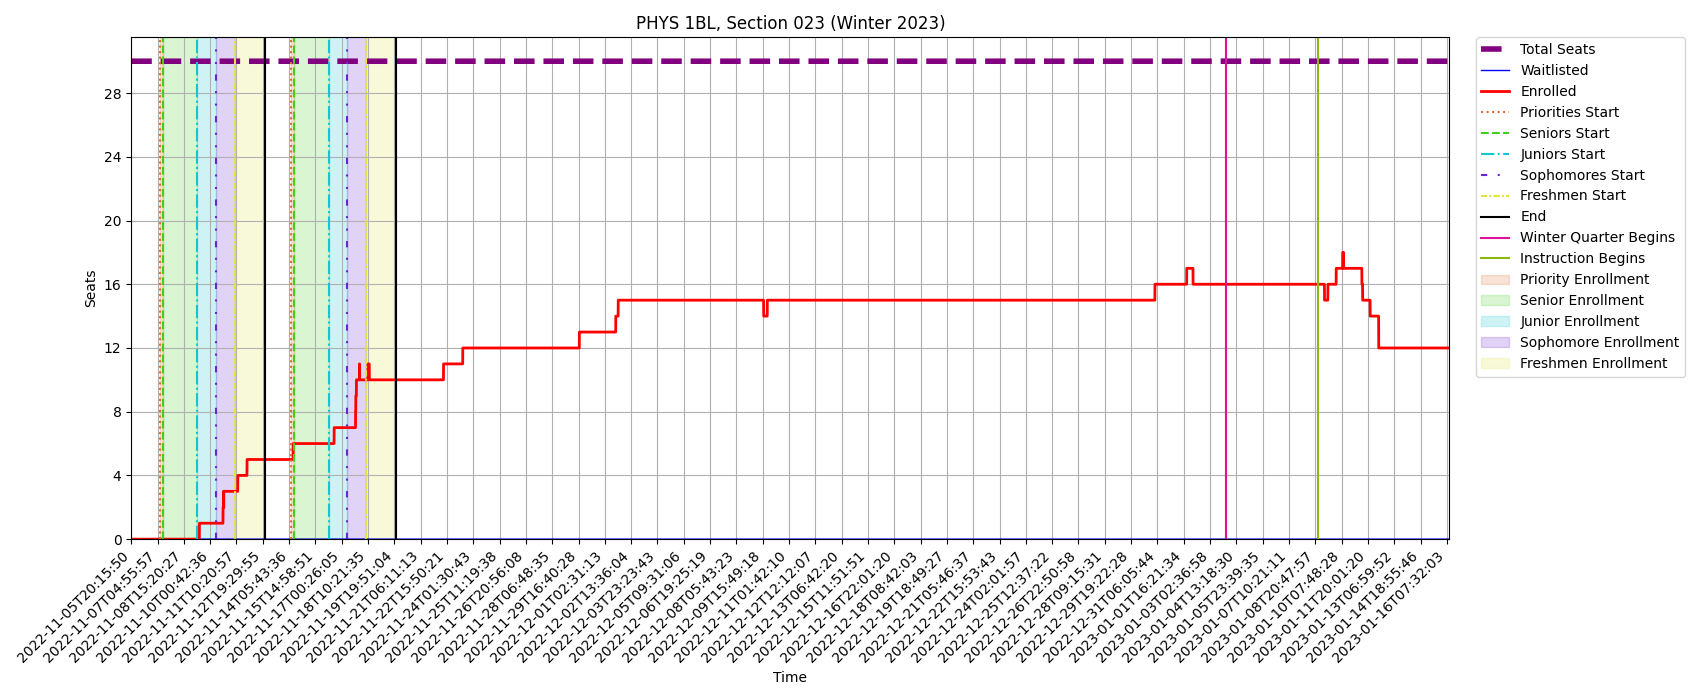 PHYS 1BL, Section 023 (Winter 2023)
Seats
28
24
20
16
12
8
4
0
2022-11-05T20:15:50
2022-11-07T04:55:57
2022-11-08T15:20:27
2022-11-10T00:42:36
2022-11-11T10:20:57
2022-11-12T19:29:55
2022-11-14T05:43:36
2022-11-15T14:58:51
2022-11-17T00:26:05
2022-11-18T10:21:35
2022-11-19T19:51:04
2022-11-21T06:11:13
2022-11-22T15:50:21
2022-11-24T01:30:43
2022-11-25T11:19:38
2022-11-26T20:56:08
2022-11-28T06:48:35
2022-11-29T16:40:28
2022-12-01T02:31:13
2022-12-02T13:36:04
2022-12-03T23:23:43
2022-12-05T09:31:06
2022-12-06T19:25:19
2022-12-08T05:43:23
2022-12-09T15:49:18
2022-12-11T01:42:10
2022-12-12T12:12:07
2022-12-13T06:42:20
2022-12-15T11:51:51
2022-12-16T22:01:20
2022-12-18T08:42:03
2022-12-19T18:49:27
2022-12-21T05:46:37
2022-12-22T15:53:43
2022-12-24T02:01:57
2022-12-25T12:37:22
2022-12-26T22:50:58
2022-12-28T09:15:31
2022-12-29T19:22:28
2022-12-31T06:05:44
2023-01-01T16:21:34
2023-01-03T02:36:58
2023-01-04T13:18:30
2023-01-05T23:39:35
2023-01-07T10:21:11
2023-01-08T20:47:57
2023-01-10T07:48:28
2023-01-11T20:01:20
2023-01-13T06:59:52
2023-01-14T18:55:46
2023-01-16T07:32:03
Time
Total Seats
Waitlisted
Enrolled
Priorities Start
Seniors Start
Juniors Start
Sophomores Start
Freshmen Start
End
Winter Quarter Begins
Instruction Begins
Priority Enrollment
Senior Enrollment
Junior Enrollment
Sophomore Enrollment
Freshmen Enrollment